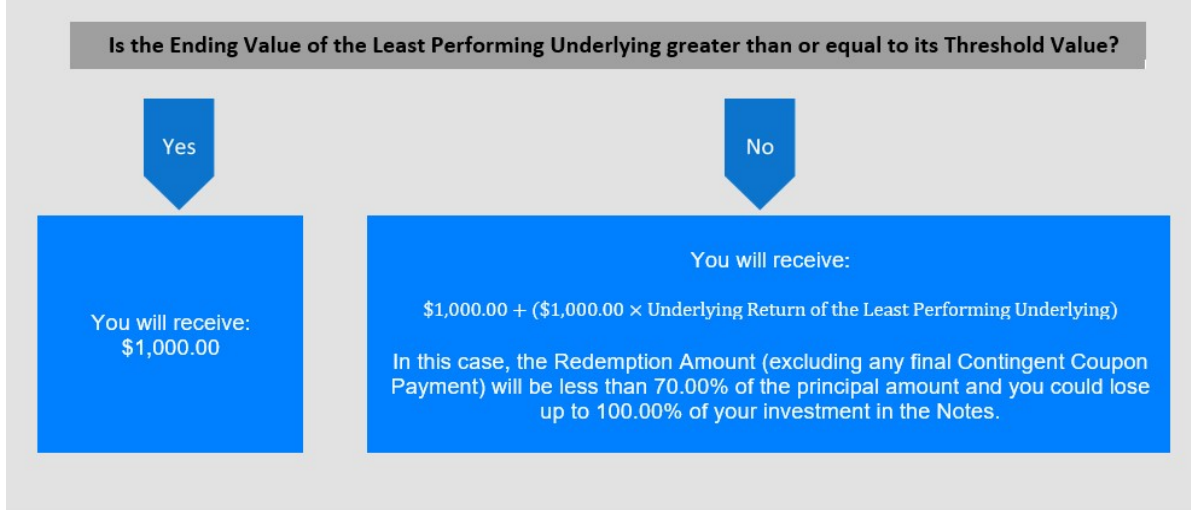 Is the Ending Value of the Least Performing Underlying greater than or equal to its Threshold Value?
Yes
No
You will receive:
$1,000.00
You will receive:
$1,000.00 + ($1,000.00 × Underlying Return of the Least Performing Underlying)
In this case, the Redemption Amount (excluding any final Contingent Coupon
Payment) will be less than 70.00% of the principal amount and you could lose
up to 100.00% of your investment in the Notes.